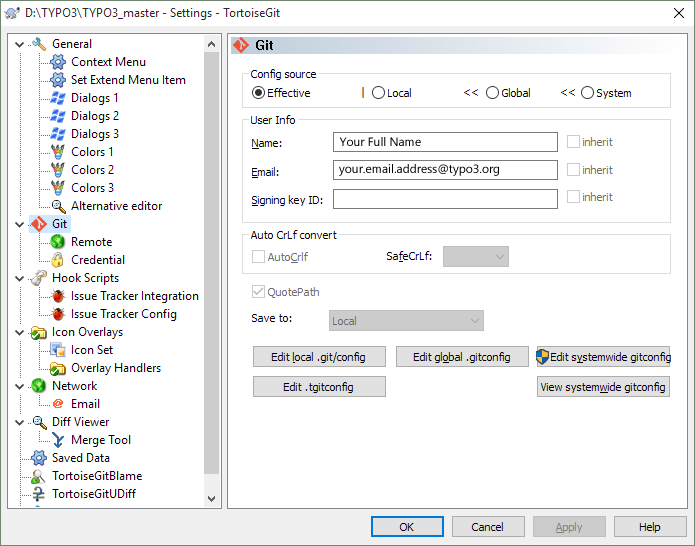 D:\TYPO3\TYPO3_master - Settings - TortoiseGit
General
Context Menu
Set Extend Menu Item
Dialogs 1
Dialogs 2
Dialogs 3
Colors 1
Colors 2
Colors 3
Alternative editor
Git
Remote
Credential
Hook Scripts
Issue Tracker Integration
Issue Tracker Config
Icon Overlays
Icon Set
Overlay Handlers
Network
Email
Diff Viewer
Merge Tool
Saved Data
TortoiseGitBlame
TortoiseGitUDiff
Git
Config source
Effective | Local << Global << System
User Info
Name: Your Full Name inherit
Email: your.email.address@typo3.org inherit
Signing key ID: inherit
Auto CrLf convert
AutoCrlf SafeCrLf:
QuotePath
Save to: Local
Edit local .git/config Edit global .gitconfig Edit systemwide gitconfig
Edit .tgitconfig View systemwide gitconfig
OK Cancel Apply Help